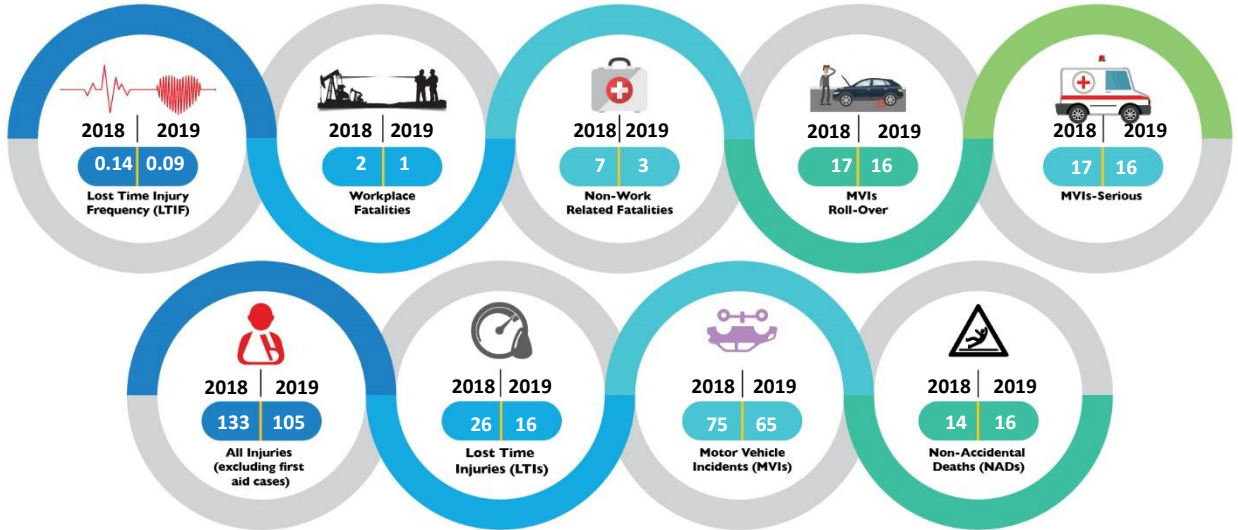 2018 2019
0.14 0.09
Lost Time Injury
Frequency (LTIF)
2018 2019
2 1
Workplace
Fatalities
2018 2019
7 3
Non-Work
Related Fatalities
2018 2019
17 16
MVIs
Roll-Over
2018 2019
17 16
MVIs-Serious
2018 2019
133 105
All Injuries
(excluding first
aid cases)
2018 2019
26 16
Lost Time
Injuries (LTIs)
2018 2019
75 65
Motor Vehicle
Incidents (MVIs)
2018 2019
14 16
Non-Accidental
Deaths (NADs)